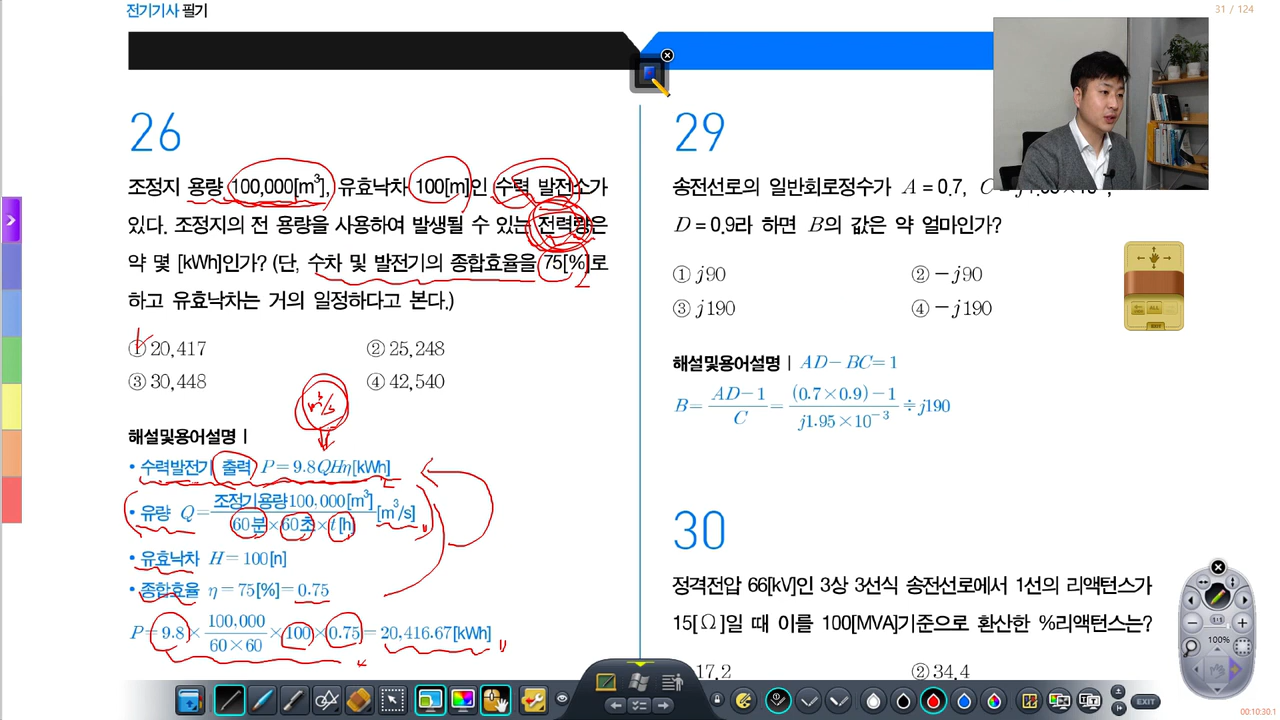 전기기사 필기
31 / 124
26
조정지 용량 100,000[m³], 유효낙차 100[m]인 수력 발전소가
있다. 조정지의 전 용량을 사용하여 발생될 수 있는 전력량은
약 몇 [kWh]인가? (단, 수차 및 발전기의 종합효율을 75[%]로
하고 유효낙차는 거의 일정하다고 본다.)
① 20,417 ② 25,248
③ 30,448 ④ 42,540
m³/s
해설및용어설명 |
• 수력발전기 출력 P=9.8QHη[kWh]
• 유량 Q= 조정기용량100,000[m³] / 60분×60초×t[h] [m³/s]
• 유효낙차 H=100[n]
• 종합효율 η=75[%]=0.75
P=9.8× 100,000 / 60×60 ×100×0.75=20,416.67[kWh]
29
송전선로의 일반회로정수가 A=0.7, C
D=0.9라 하면 B의 값은 약 얼마인가?
① j90 ② −j90
③ j190 ④ −j190
해설및용어설명 | AD−BC=1
B= AD−1 / C = (0.7×0.9)−1 / j1.95×10⁻³ ≑j190
30
정격전압 66[kV]인 3상 3선식 송전선로에서 1선의 리액턴스가
15[Ω]일 때 이를 100[MVA]기준으로 환산한 %리액턴스는?
17.2 ② 34.4
ALL
EXIT
1:1
100%
EXIT
00:10:30.1